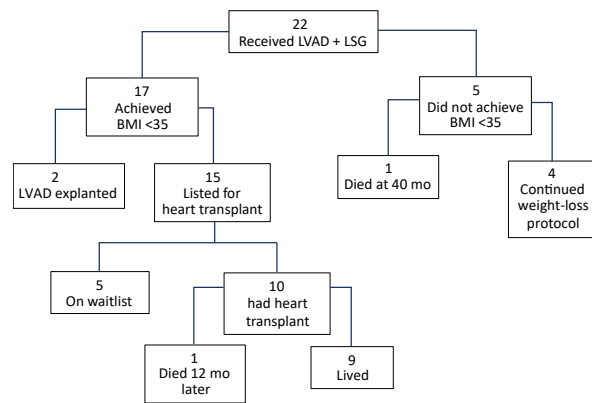 22
Received LVAD + LSG
17
Achieved
BMI <35
5
Did not achieve
BMI <35
2
LVAD explanted
15
Listed for
heart transplant
1
Died at 40 mo
4
Continued
weight-loss
protocol
5
On waitlist
10
had heart
transplant
1
Died 12 mo
later
9
Lived